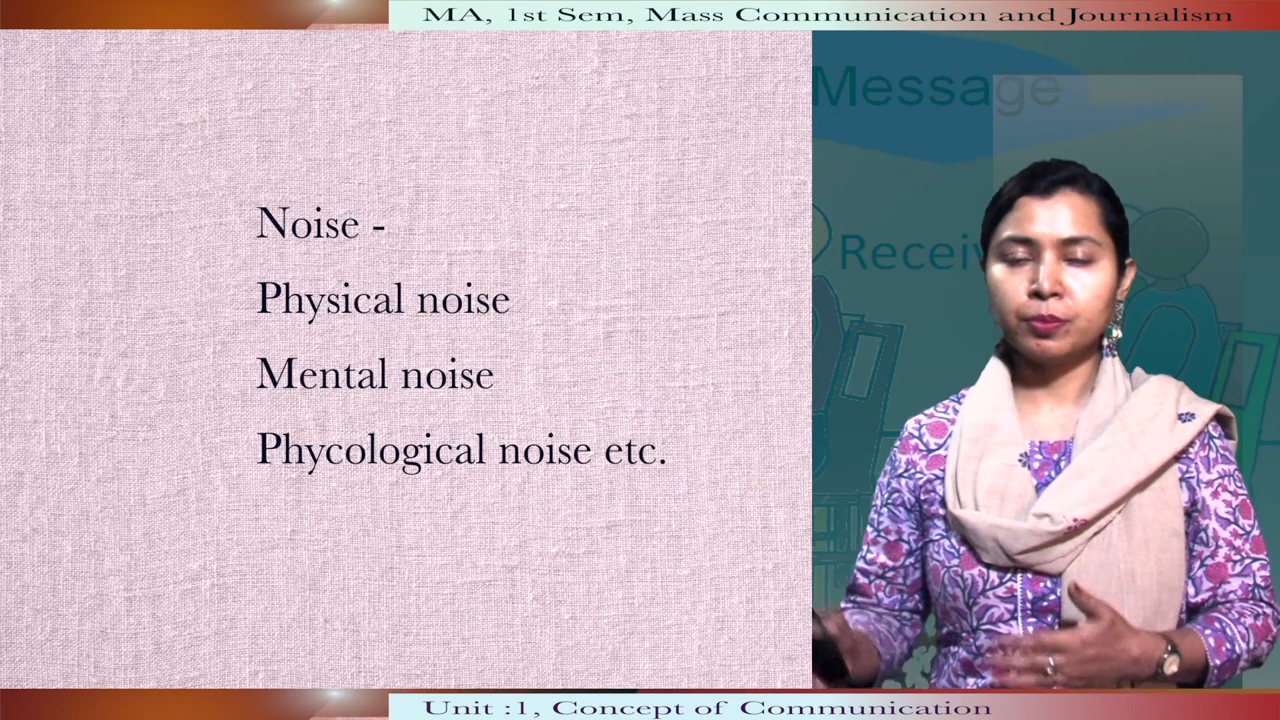 MA, 1st Sem, Mass Communication and Journalism
Message
Noise -
Receiv
Physical noise
Mental noise
Phycological noise etc.
Unit :1, Concept of Communication